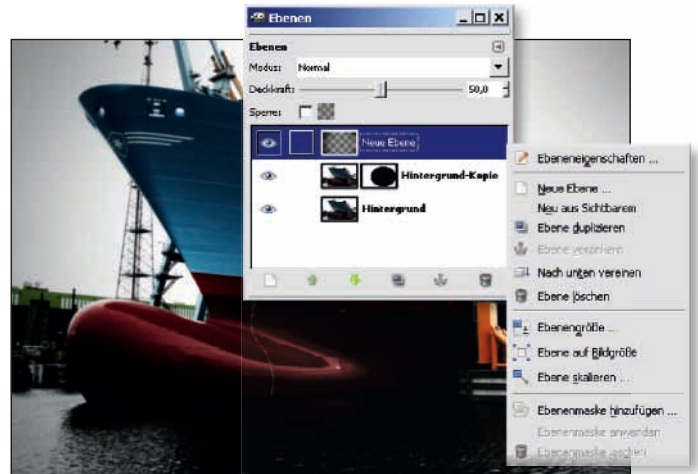 Ebenen
Ebenen
Modus: Normal
Deckkraft: 50,0
Sperre:
Neue Ebene
Hintergrund-Kopie
Hintergrund
Ebeneneigenschaften ...
Neue Ebene ...
Neu aus Sichtbarem
Ebene duplizieren
Ebene verankern
Nach unten vereinen
Ebene löschen
Ebenengröße ...
Ebene auf Bildgröße
Ebene skalieren ...
Ebenenmaske hinzufügen ...
Ebenenmaske anwenden
Ebenenmaske löschen